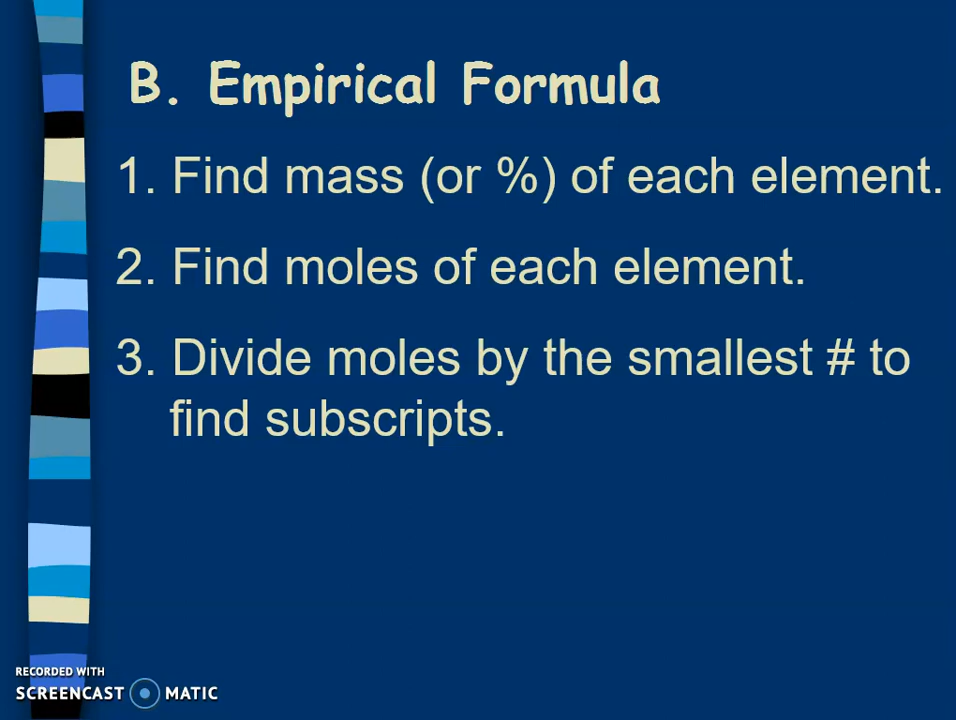 B. Empirical Formula
1. Find mass (or %) of each element.
2. Find moles of each element.
3. Divide moles by the smallest # to
find subscripts.
RECORDED WITH
SCREENCAST MATIC